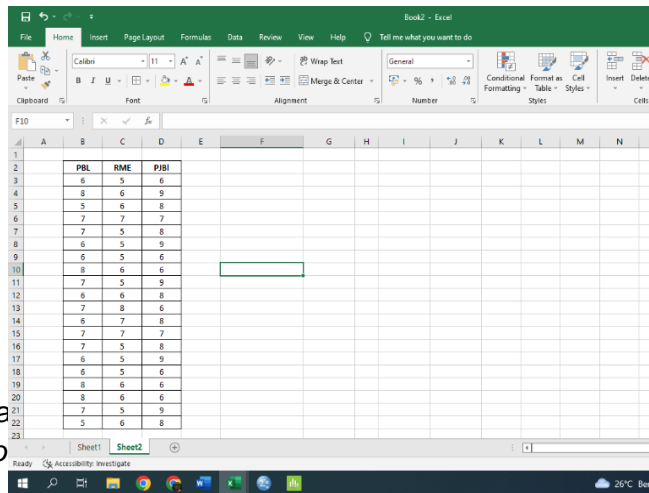 Book2 - Excel
File Home Insert Page Layout Formulas Data Review View Help Tell me what you want to do
Calibri 11 A A Wrap Text General
Paste B I U A Merge & Center % , Conditional Formatting Format as Table Cell Styles Insert Delete
Clipboard Font Alignment Number Styles Cells
F10 fx
A B C D E F G H I J K L M N
1
2 PBL RME PJBl
3 6 5 6
4 8 6 9
5 5 6 8
6 7 7 7
7 7 5 8
8 6 5 9
9 6 5 6
10 8 6 6
11 7 5 9
12 6 6 8
13 7 8 6
14 6 7 8
15 7 7 7
16 7 5 8
17 6 5 9
18 6 5 6
19 8 6 6
20 8 6 6
21 7 5 9
22 5 6 8
23
Sheet1 Sheet2
Ready Accessibility: Investigate
26°C